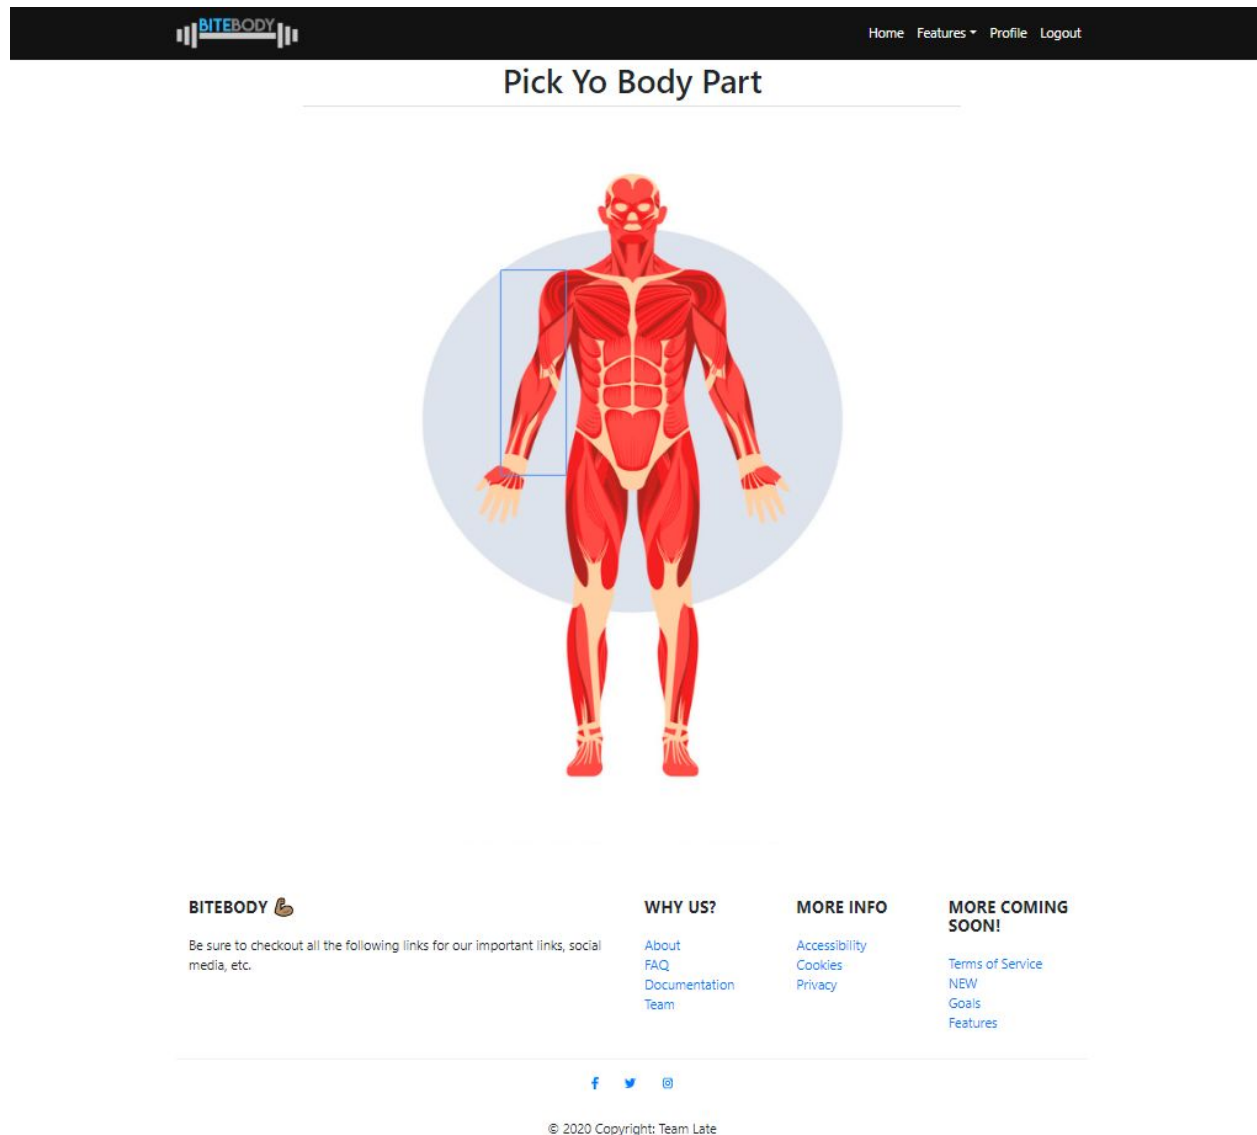 BITEBODY
Home Features Profile Logout
Pick Yo Body Part
BITEBODY 💪🏽
Be sure to checkout all the following links for our important links, social
media, etc.
WHY US?
About
FAQ
Documentation
Team
MORE INFO
Accessibility
Cookies
Privacy
MORE COMING
SOON!
Terms of Service
NEW
Goals
Features
© 2020 Copyright: Team Late